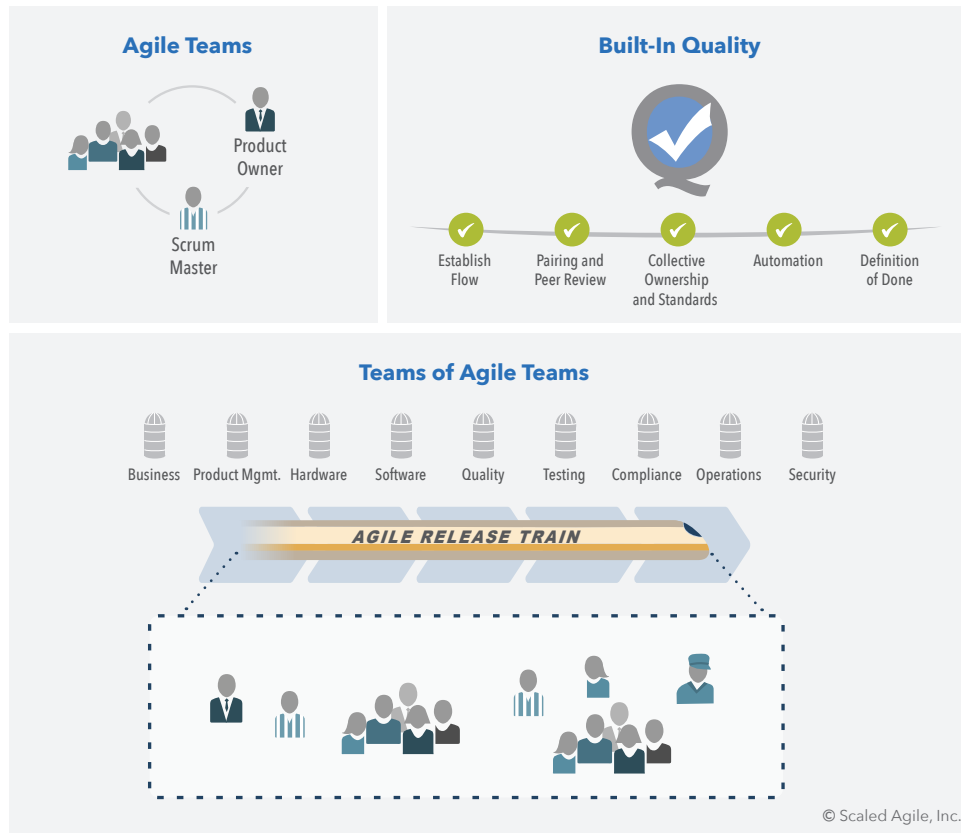 Agile Teams
Product
Owner
Scrum
Master
Built-In Quality
Establish
Flow
Pairing and
Peer Review
Collective
Ownership
and Standards
Automation
Definition
of Done
Teams of Agile Teams
Business Product Mgmt. Hardware Software Quality Testing Compliance Operations Security
AGILE RELEASE TRAIN
© Scaled Agile, Inc.